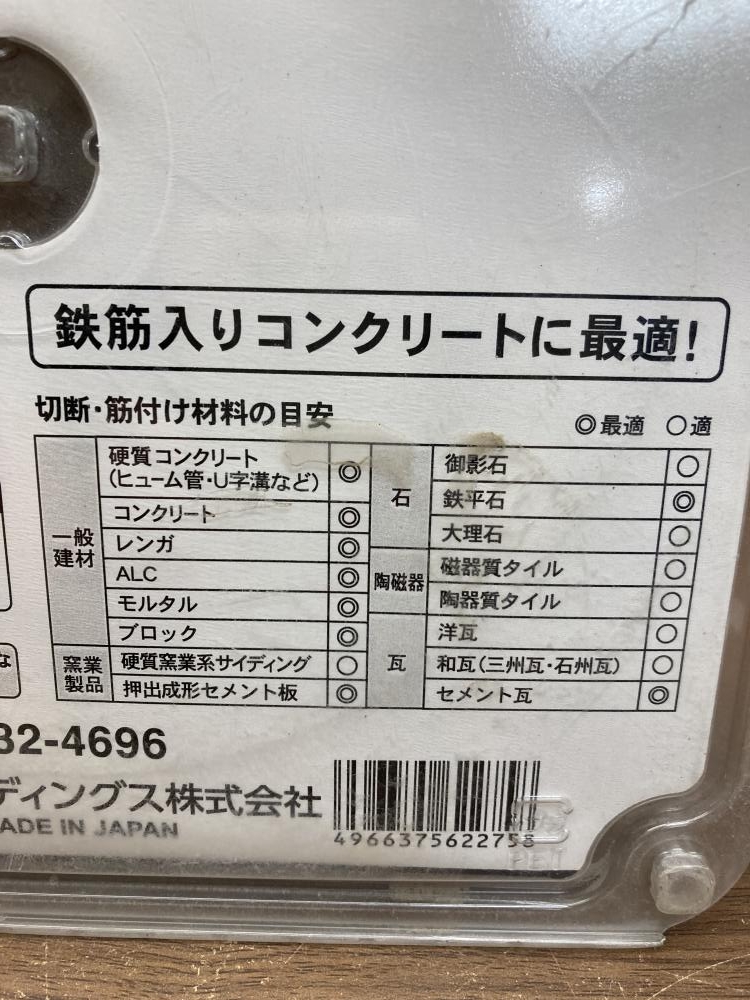 鉄筋入りコンクリートに最適!
切断・筋付け材料の目安
◎最適 ○適
一般建材
硬質コンクリート
(ヒューム管・U字溝など) ◎
コンクリート ◎
レンガ ◎
ALC ◎
モルタル ◎
ブロック ◎
窯業製品
硬質窯業系サイディング ○
押出成形セメント板 ◎
石
御影石 ○
鉄平石 ◎
大理石 ○
陶磁器
磁器質タイル ○
陶器質タイル ○
瓦
洋瓦 ○
和瓦(三州瓦・石州瓦) ○
セメント瓦 ◎
な
32-4696
ディングス株式会社
MADE IN JAPAN
4966375622758
PET